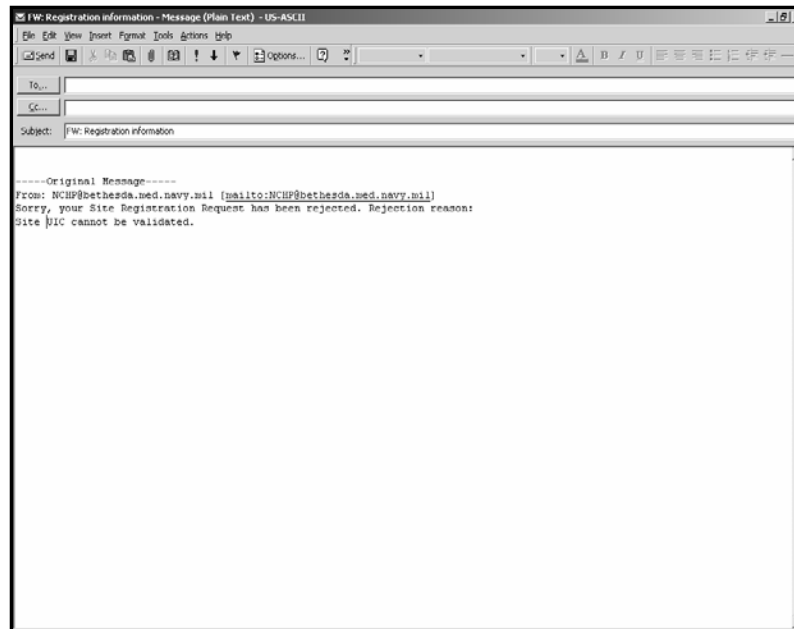 FW: Registration information - Message (Plain Text) - US-ASCII
File Edit View Insert Format Tools Actions Help
Send Options... A B I U
To...
Cc...
Subject: FW: Registration information
-----Original Message-----
From: NCHP@bethesda.med.navy.mil [mailto:NCHP@bethesda.med.navy.mil]
Sorry, your Site Registration Request has been rejected. Rejection reason:
Site UIC cannot be validated.